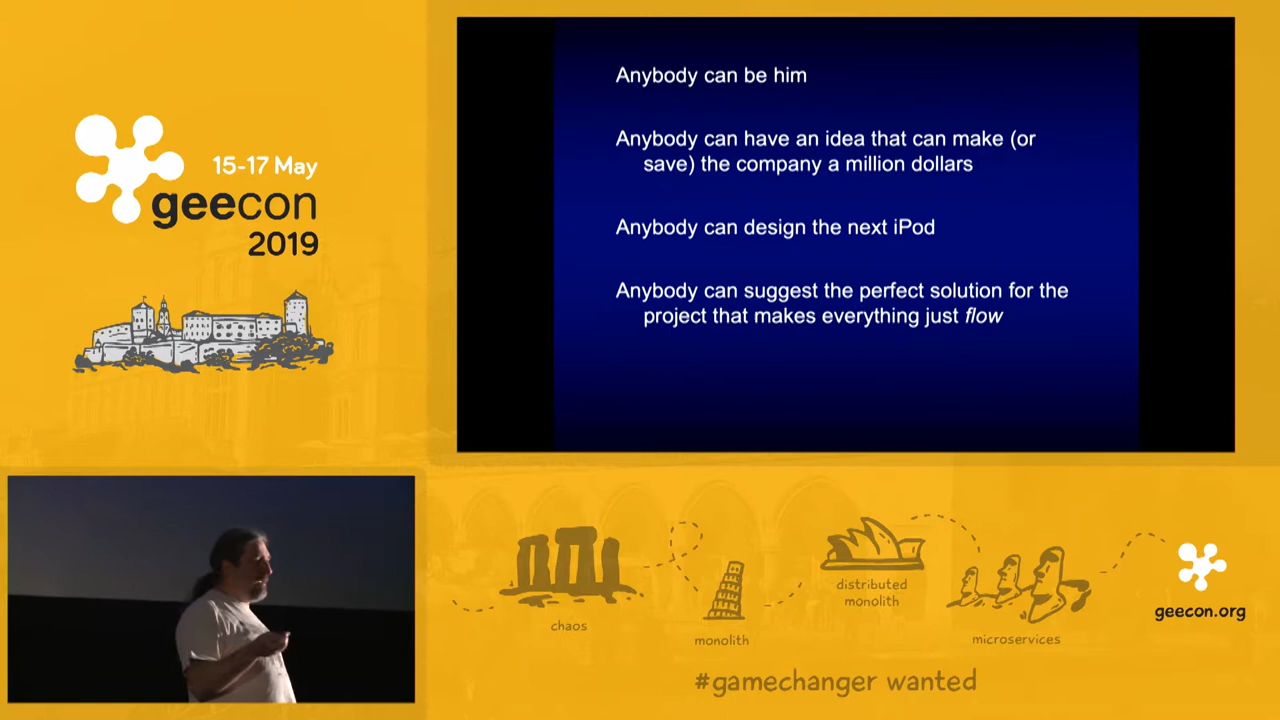 15-17 May
geecon
2019
Anybody can be him
Anybody can have an idea that can make (or
save) the company a million dollars
Anybody can design the next iPod
Anybody can suggest the perfect solution for the
project that makes everything just flow
chaos
monolith
distributed
monolith
microservices
geecon.org
#gamechanger wanted